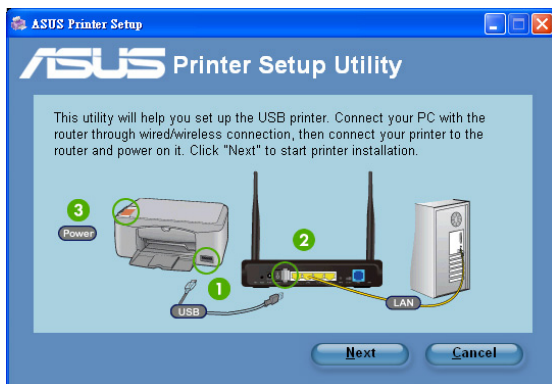 ASUS Printer Setup
ASUS Printer Setup Utility
This utility will help you set up the USB printer. Connect your PC with the
router through wired/wireless connection, then connect your printer to the
router and power on it. Click "Next" to start printer installation.
3
Power
2
1
USB
LAN
Next
Cancel